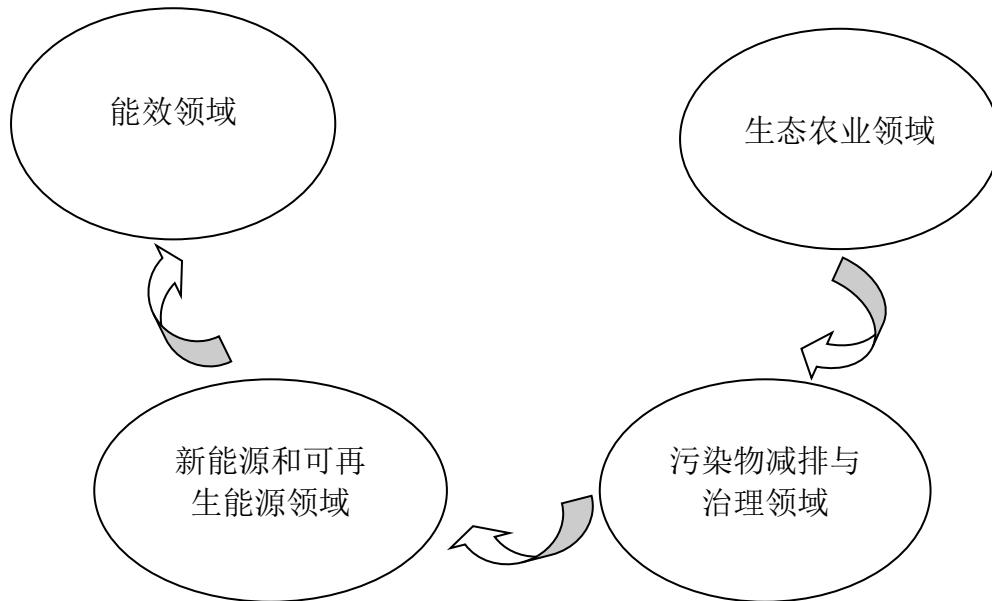 能效领域
生态农业领域
新能源和可再
生能源领域
污染物减排与
治理领域